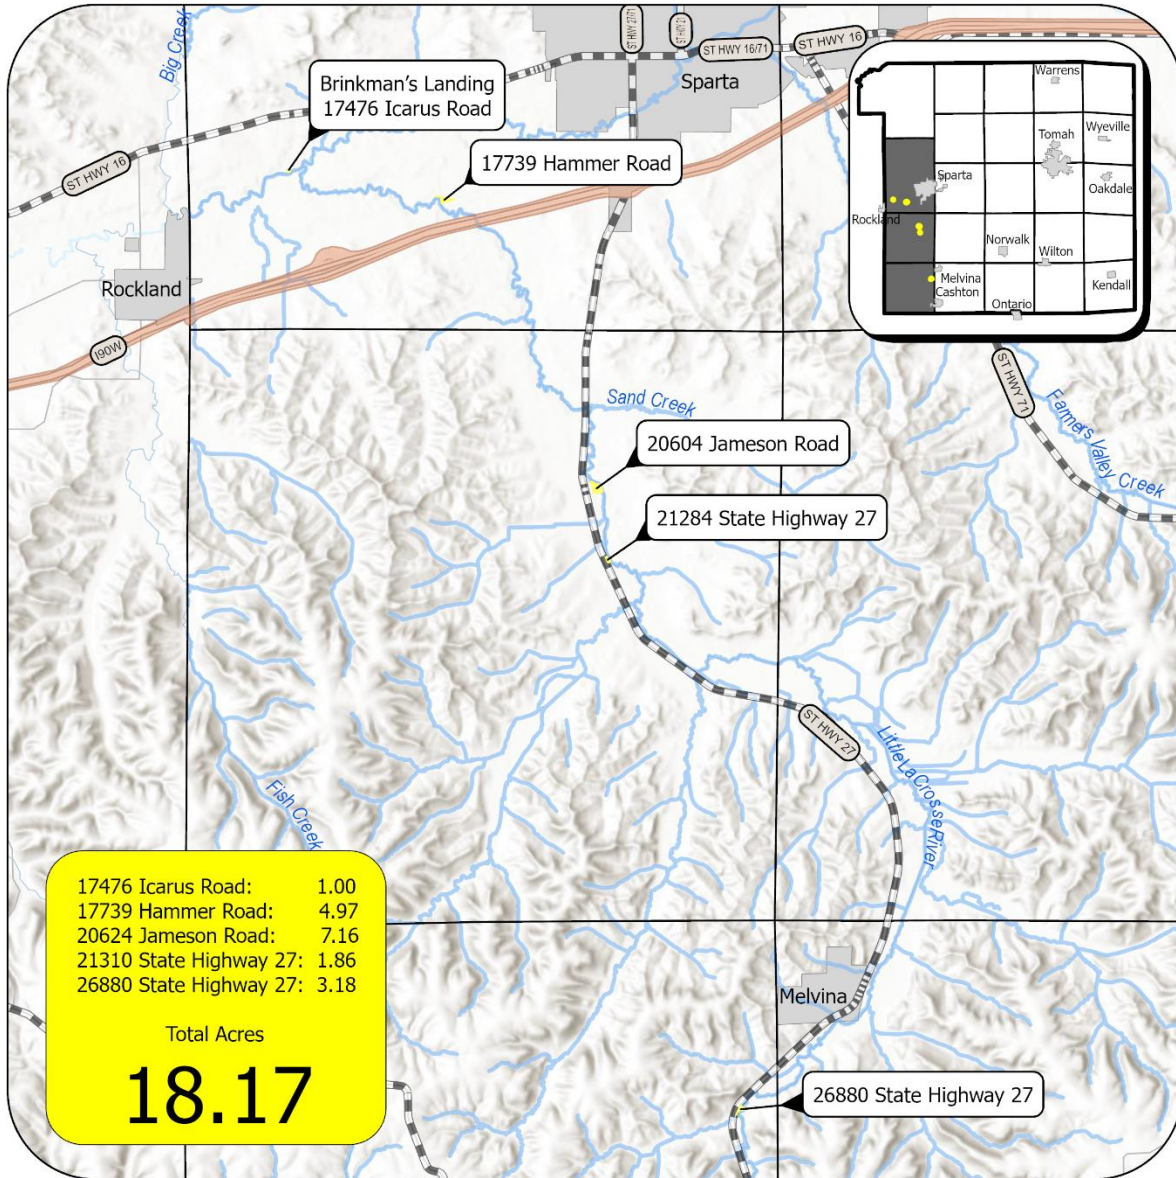 Big Creek
ST HWY 27/71
ST HWY 21
ST HWY 16/71
ST HWY 16
Sparta
Brinkman's Landing
17476 Icarus Road
17739 Hammer Road
ST HWY 16
Rockland
I90W
Warrens
Tomah
Wyeville
Sparta
Oakdale
Rockland
Norwalk
Wilton
Melvina
Cashton
Kendall
Ontario
ST HWY 71
Farmers Valley Creek
Sand Creek
20604 Jameson Road
21284 State Highway 27
ST HWY 27
Little La Crosse River
Fish Creek
17476 Icarus Road: 1.00
17739 Hammer Road: 4.97
20624 Jameson Road: 7.16
21310 State Highway 27: 1.86
26880 State Highway 27: 3.18
Total Acres
18.17
Melvina
26880 State Highway 27